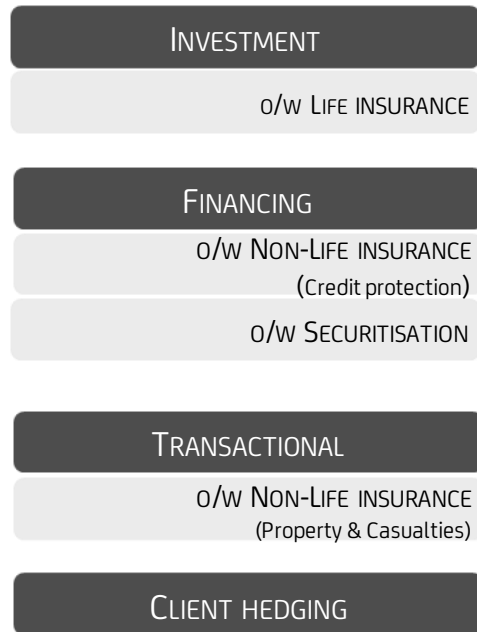 INVESTMENT
O/W LIFE INSURANCE
FINANCING
O/W NON-LIFE INSURANCE
(Credit protection)
O/W SECURITISATION
TRANSACTIONAL
O/W NON-LIFE INSURANCE
(Property & Casualties)
CLIENT HEDGING